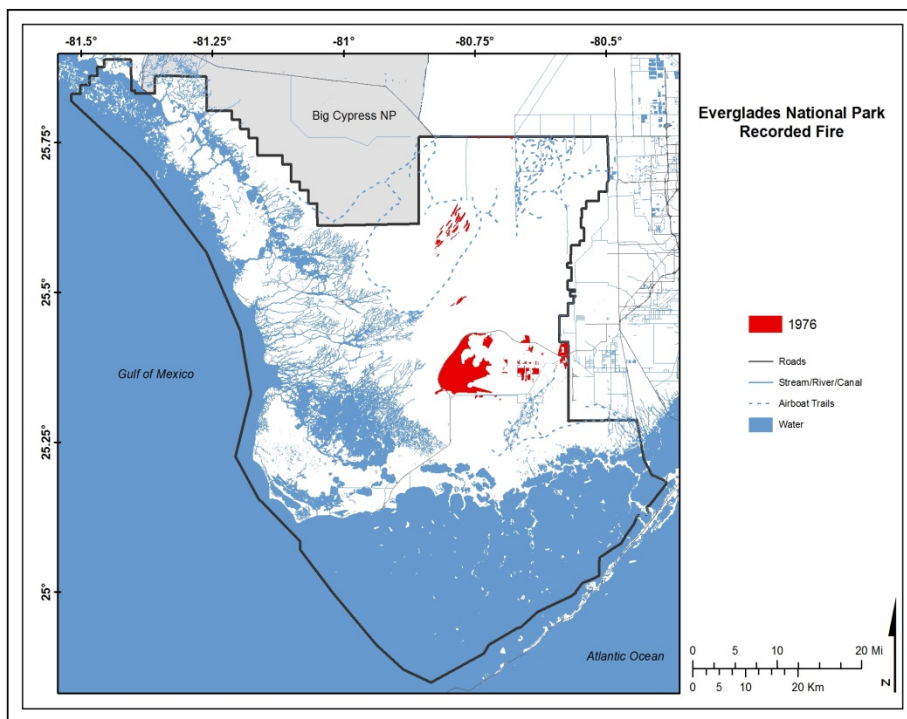 -81.5° -81.25° -81° -80.75° -80.5°
25.75°
25.5°
25.25°
25°
Big Cypress NP
Gulf of Mexico
Atlantic Ocean
Everglades National Park
Recorded Fire
1976
Roads
Stream/River/Canal
Airboat Trails
Water
0 5 10 20 Mi
0 5 10 20 Km
N